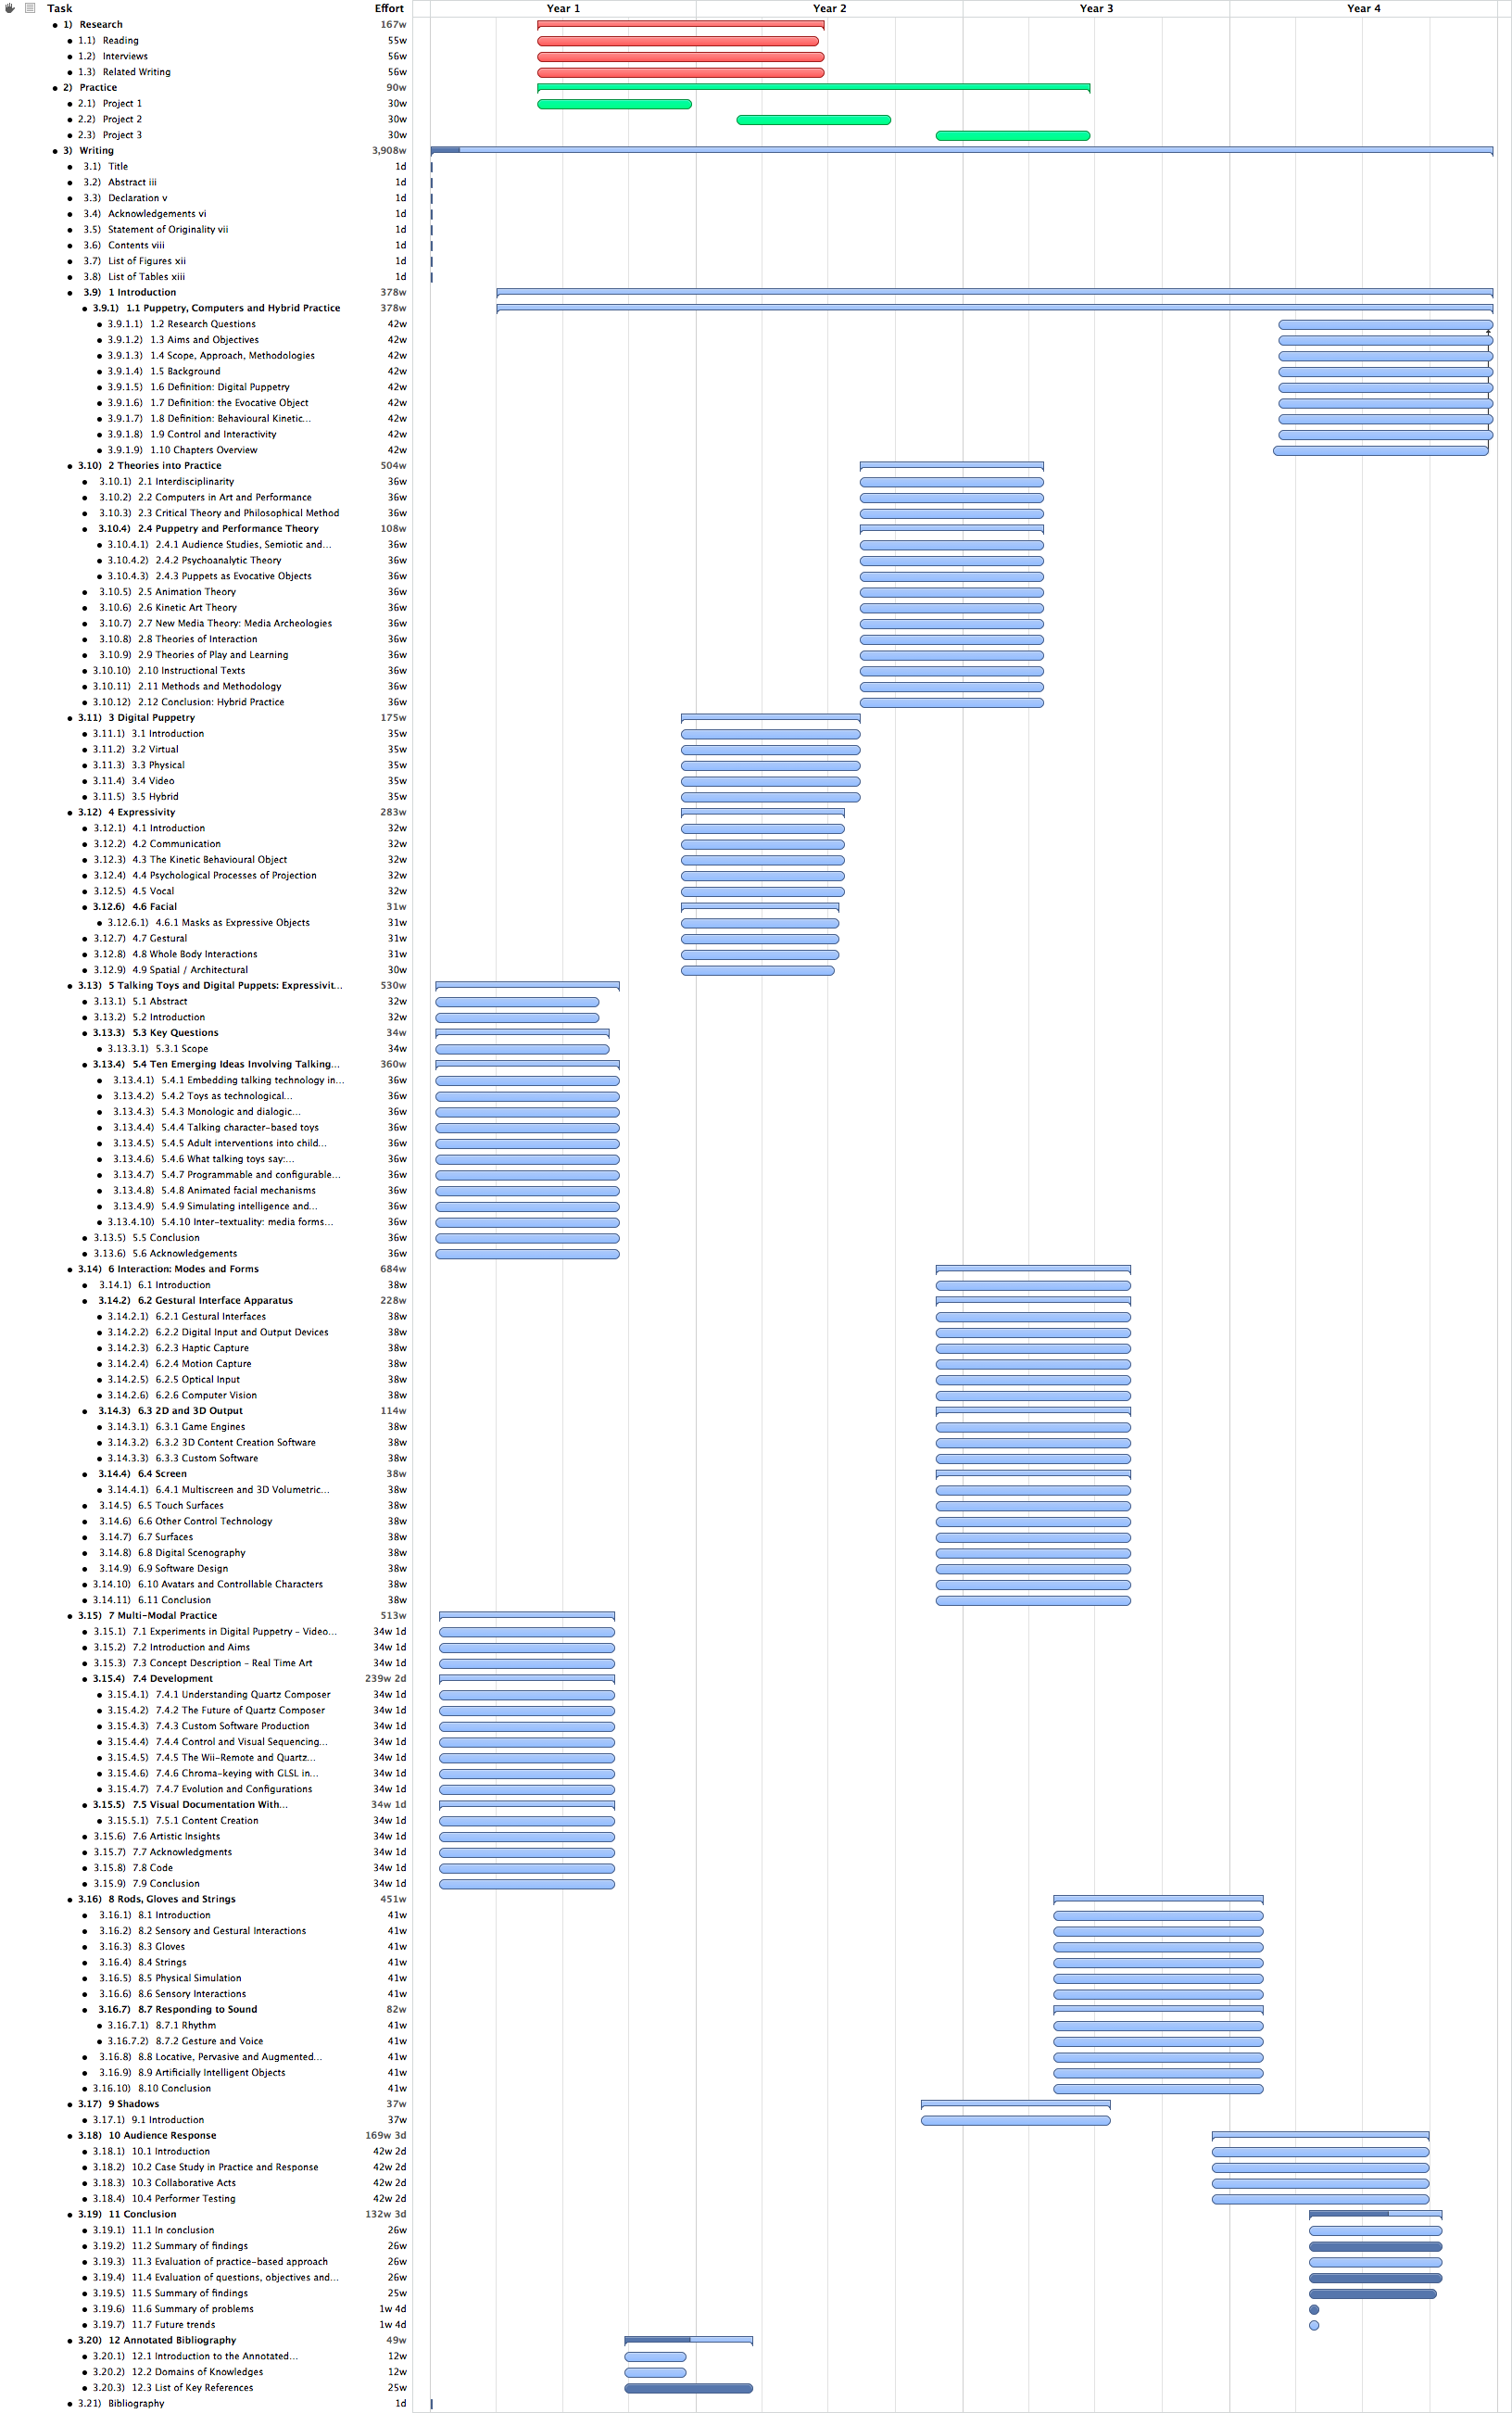 Task Effort Year 1 Year 2 Year 3 Year 4
1) Research 167w
1.1) Reading 55w
1.2) Interviews 56w
1.3) Related Writing 56w
2) Practice 90w
2.1) Project 1 30w
2.2) Project 2 30w
2.3) Project 3 30w
3) Writing 3,908w
3.1) Title 1d
3.2) Abstract iii 1d
3.3) Declaration v 1d
3.4) Acknowledgements vi 1d
3.5) Statement of Originality vii 1d
3.6) Contents viii 1d
3.7) List of Figures xii 1d
3.8) List of Tables xiii 1d
3.9) 1 Introduction 378w
3.9.1) 1.1 Puppetry, Computers and Hybrid Practice 378w
3.9.1.1) 1.2 Research Questions 42w
3.9.1.2) 1.3 Aims and Objectives 42w
3.9.1.3) 1.4 Scope, Approach, Methodologies 42w
3.9.1.4) 1.5 Background 42w
3.9.1.5) 1.6 Definition: Digital Puppetry 42w
3.9.1.6) 1.7 Definition: the Evocative Object 42w
3.9.1.7) 1.8 Definition: Behavioural Kinetic... 42w
3.9.1.8) 1.9 Control and Interactivity 42w
3.9.1.9) 1.10 Chapters Overview 42w
3.10) 2 Theories into Practice 504w
3.10.1) 2.1 Interdisciplinarity 36w
3.10.2) 2.2 Computers in Art and Performance 36w
3.10.3) 2.3 Critical Theory and Philosophical Method 36w
3.10.4) 2.4 Puppetry and Performance Theory 108w
3.10.4.1) 2.4.1 Audience Studies, Semiotic and... 36w
3.10.4.2) 2.4.2 Psychoanalytic Theory 36w
3.10.4.3) 2.4.3 Puppets as Evocative Objects 36w
3.10.5) 2.5 Animation Theory 36w
3.10.6) 2.6 Kinetic Art Theory 36w
3.10.7) 2.7 New Media Theory: Media Archeologies 36w
3.10.8) 2.8 Theories of Interaction 36w
3.10.9) 2.9 Theories of Play and Learning 36w
3.10.10) 2.10 Instructional Texts 36w
3.10.11) 2.11 Methods and Methodology 36w
3.10.12) 2.12 Conclusion: Hybrid Practice 36w
3.11) 3 Digital Puppetry 175w
3.11.1) 3.1 Introduction 35w
3.11.2) 3.2 Virtual 35w
3.11.3) 3.3 Physical 35w
3.11.4) 3.4 Video 35w
3.11.5) 3.5 Hybrid 35w
3.12) 4 Expressivity 283w
3.12.1) 4.1 Introduction 32w
3.12.2) 4.2 Communication 32w
3.12.3) 4.3 The Kinetic Behavioural Object 32w
3.12.4) 4.4 Psychological Processes of Projection 32w
3.12.5) 4.5 Vocal 32w
3.12.6) 4.6 Facial 31w
3.12.6.1) 4.6.1 Masks as Expressive Objects 31w
3.12.7) 4.7 Gestural 31w
3.12.8) 4.8 Whole Body Interactions 31w
3.12.9) 4.9 Spatial / Architectural 30w
3.13) 5 Talking Toys and Digital Puppets: Expressivit... 530w
3.13.1) 5.1 Abstract 32w
3.13.2) 5.2 Introduction 32w
3.13.3) 5.3 Key Questions 34w
3.13.3.1) 5.3.1 Scope 34w
3.13.4) 5.4 Ten Emerging Ideas Involving Talking... 360w
3.13.4.1) 5.4.1 Embedding talking technology in... 36w
3.13.4.2) 5.4.2 Toys as technological... 36w
3.13.4.3) 5.4.3 Monologic and dialogic... 36w
3.13.4.4) 5.4.4 Talking character-based toys 36w
3.13.4.5) 5.4.5 Adult interventions into child... 36w
3.13.4.6) 5.4.6 What talking toys say:... 36w
3.13.4.7) 5.4.7 Programmable and configurable... 36w
3.13.4.8) 5.4.8 Animated facial mechanisms 36w
3.13.4.9) 5.4.9 Simulating intelligence and... 36w
3.13.4.10) 5.4.10 Inter-textuality: media forms... 36w
3.13.5) 5.5 Conclusion 36w
3.13.6) 5.6 Acknowledgements 36w
3.14) 6 Interaction: Modes and Forms 684w
3.14.1) 6.1 Introduction 38w
3.14.2) 6.2 Gestural Interface Apparatus 228w
3.14.2.1) 6.2.1 Gestural Interfaces 38w
3.14.2.2) 6.2.2 Digital Input and Output Devices 38w
3.14.2.3) 6.2.3 Haptic Capture 38w
3.14.2.4) 6.2.4 Motion Capture 38w
3.14.2.5) 6.2.5 Optical Input 38w
3.14.2.6) 6.2.6 Computer Vision 38w
3.14.3) 6.3 2D and 3D Output 114w
3.14.3.1) 6.3.1 Game Engines 38w
3.14.3.2) 6.3.2 3D Content Creation Software 38w
3.14.3.3) 6.3.3 Custom Software 38w
3.14.4) 6.4 Screen 38w
3.14.4.1) 6.4.1 Multiscreen and 3D Volumetric... 38w
3.14.5) 6.5 Touch Surfaces 38w
3.14.6) 6.6 Other Control Technology 38w
3.14.7) 6.7 Surfaces 38w
3.14.8) 6.8 Digital Scenography 38w
3.14.9) 6.9 Software Design 38w
3.14.10) 6.10 Avatars and Controllable Characters 38w
3.14.11) 6.11 Conclusion 38w
3.15) 7 Multi-Modal Practice 513w
3.15.1) 7.1 Experiments in Digital Puppetry - Video... 34w 1d
3.15.2) 7.2 Introduction and Aims 34w 1d
3.15.3) 7.3 Concept Description - Real Time Art 34w 1d
3.15.4) 7.4 Development 239w 2d
3.15.4.1) 7.4.1 Understanding Quartz Composer 34w 1d
3.15.4.2) 7.4.2 The Future of Quartz Composer 34w 1d
3.15.4.3) 7.4.3 Custom Software Production 34w 1d
3.15.4.4) 7.4.4 Control and Visual Sequencing... 34w 1d
3.15.4.5) 7.4.5 The Wii-Remote and Quartz... 34w 1d
3.15.4.6) 7.4.6 Chroma-keying with GLSL in... 34w 1d
3.15.4.7) 7.4.7 Evolution and Configurations 34w 1d
3.15.5) 7.5 Visual Documentation With... 34w 1d
3.15.5.1) 7.5.1 Content Creation 34w 1d
3.15.6) 7.6 Artistic Insights 34w 1d
3.15.7) 7.7 Acknowledgments 34w 1d
3.15.8) 7.8 Code 34w 1d
3.15.9) 7.9 Conclusion 34w 1d
3.16) 8 Rods, Gloves and Strings 451w
3.16.1) 8.1 Introduction 41w
3.16.2) 8.2 Sensory and Gestural Interactions 41w
3.16.3) 8.3 Gloves 41w
3.16.4) 8.4 Strings 41w
3.16.5) 8.5 Physical Simulation 41w
3.16.6) 8.6 Sensory Interactions 41w
3.16.7) 8.7 Responding to Sound 82w
3.16.7.1) 8.7.1 Rhythm 41w
3.16.7.2) 8.7.2 Gesture and Voice 41w
3.16.8) 8.8 Locative, Pervasive and Augmented... 41w
3.16.9) 8.9 Artificially Intelligent Objects 41w
3.16.10) 8.10 Conclusion 41w
3.17) 9 Shadows 37w
3.17.1) 9.1 Introduction 37w
3.18) 10 Audience Response 169w 3d
3.18.1) 10.1 Introduction 42w 2d
3.18.2) 10.2 Case Study in Practice and Response 42w 2d
3.18.3) 10.3 Collaborative Acts 42w 2d
3.18.4) 10.4 Performer Testing 42w 2d
3.19) 11 Conclusion 132w 3d
3.19.1) 11.1 In conclusion 26w
3.19.2) 11.2 Summary of findings 26w
3.19.3) 11.3 Evaluation of practice-based approach 26w
3.19.4) 11.4 Evaluation of questions, objectives and... 26w
3.19.5) 11.5 Summary of findings 25w
3.19.6) 11.6 Summary of problems 1w 4d
3.19.7) 11.7 Future trends 1w 4d
3.20) 12 Annotated Bibliography 49w
3.20.1) 12.1 Introduction to the Annotated... 12w
3.20.2) 12.2 Domains of Knowledges 12w
3.20.3) 12.3 List of Key References 25w
3.21) Bibliography 1d